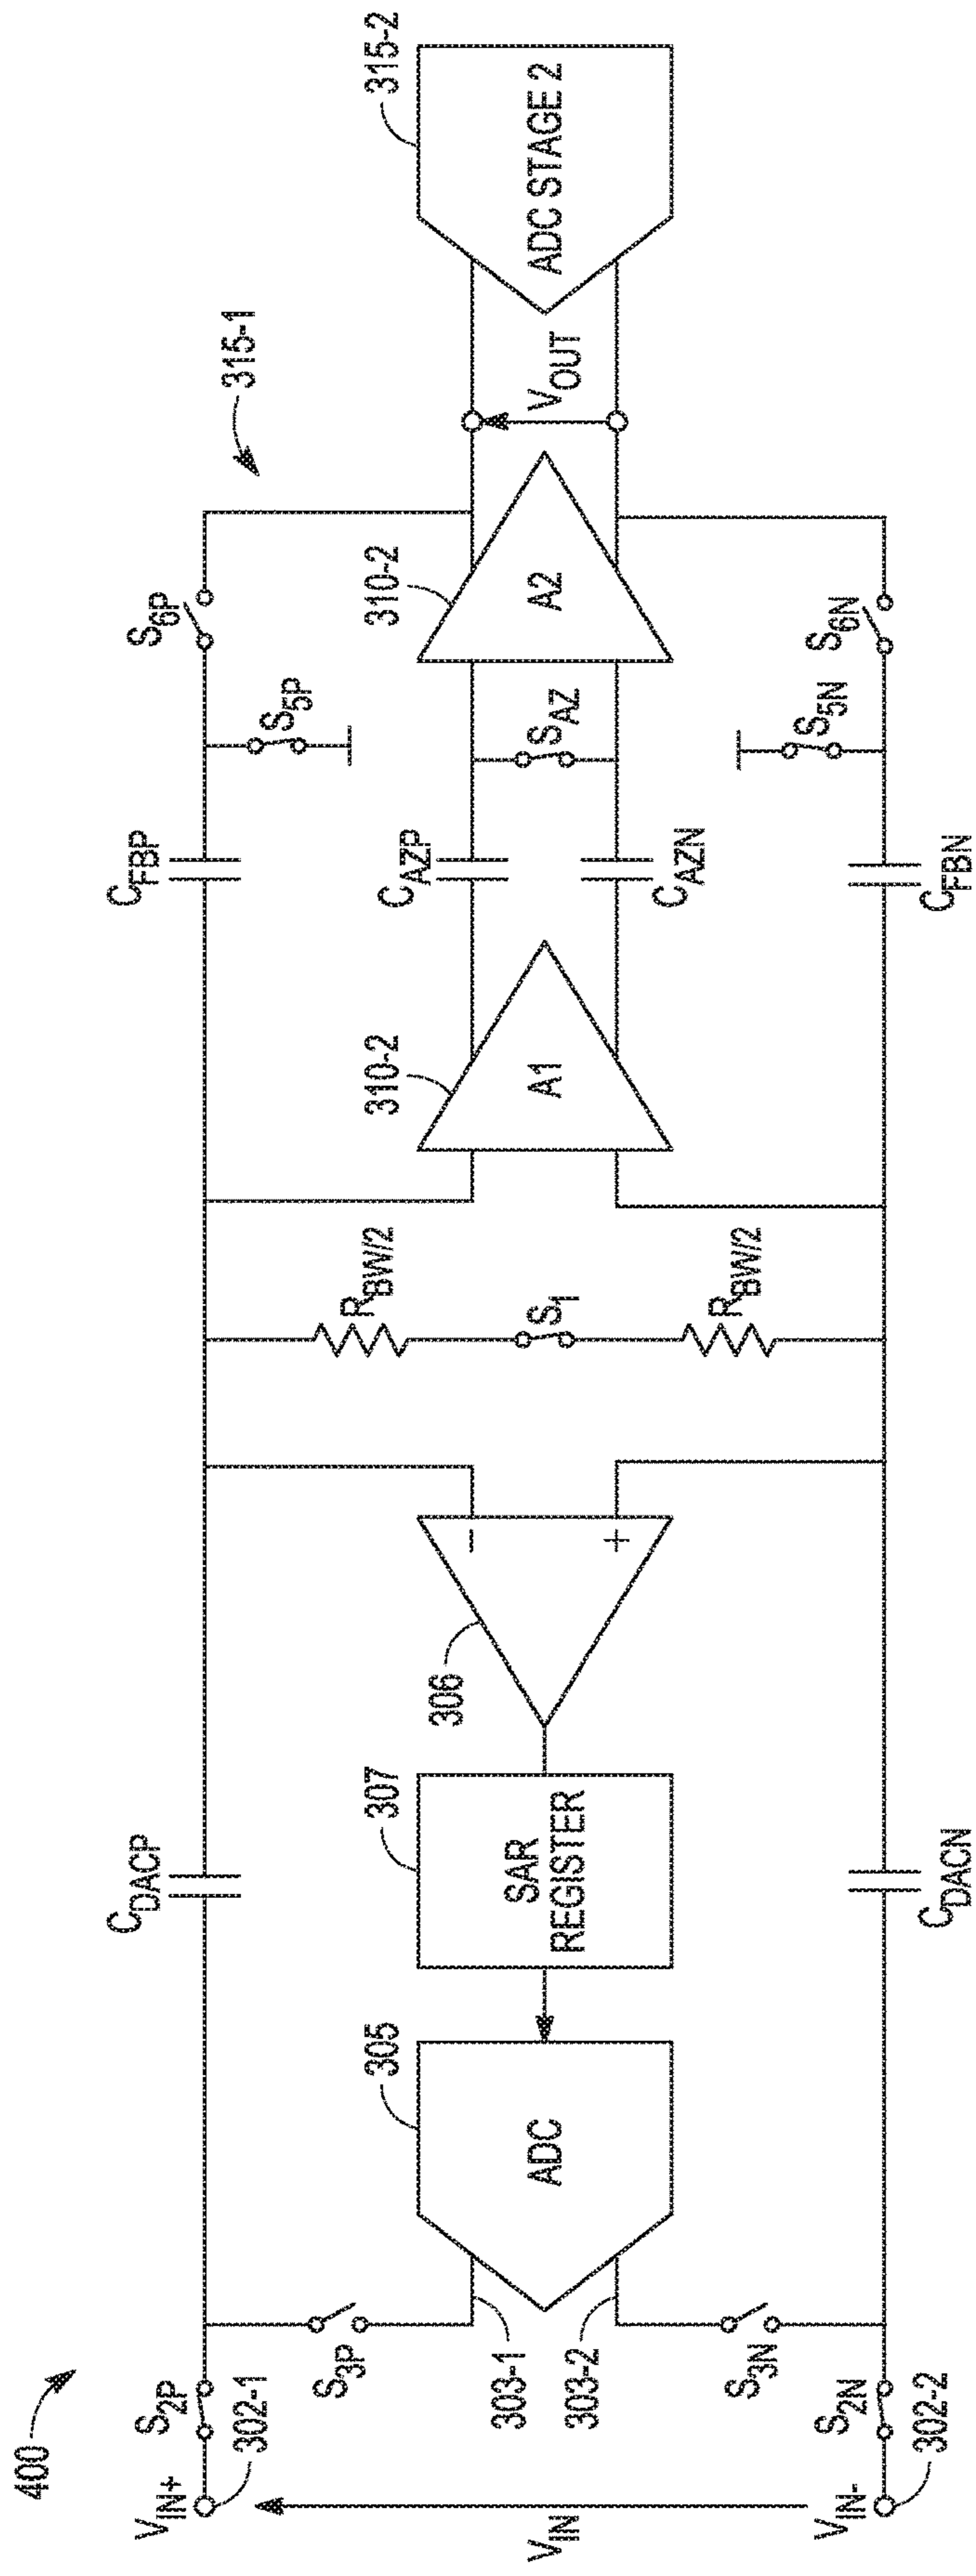 400
315-1
V_IN+
S_2P
302-1
C_DACP
C_FBP
S_6P
S_5P
S_3P
303-1
303-2
305
ADC
307
SAR
REGISTER
306
−
+
R_BW/2
S_1
R_BW/2
310-2
A1
C_AZP
C_AZN
S_AZ
310-2
A2
V_OUT
315-2
ADC STAGE 2
V_IN
S_3N
V_IN-
S_2N
302-2
C_DACN
C_FBN
S_5N
S_6N